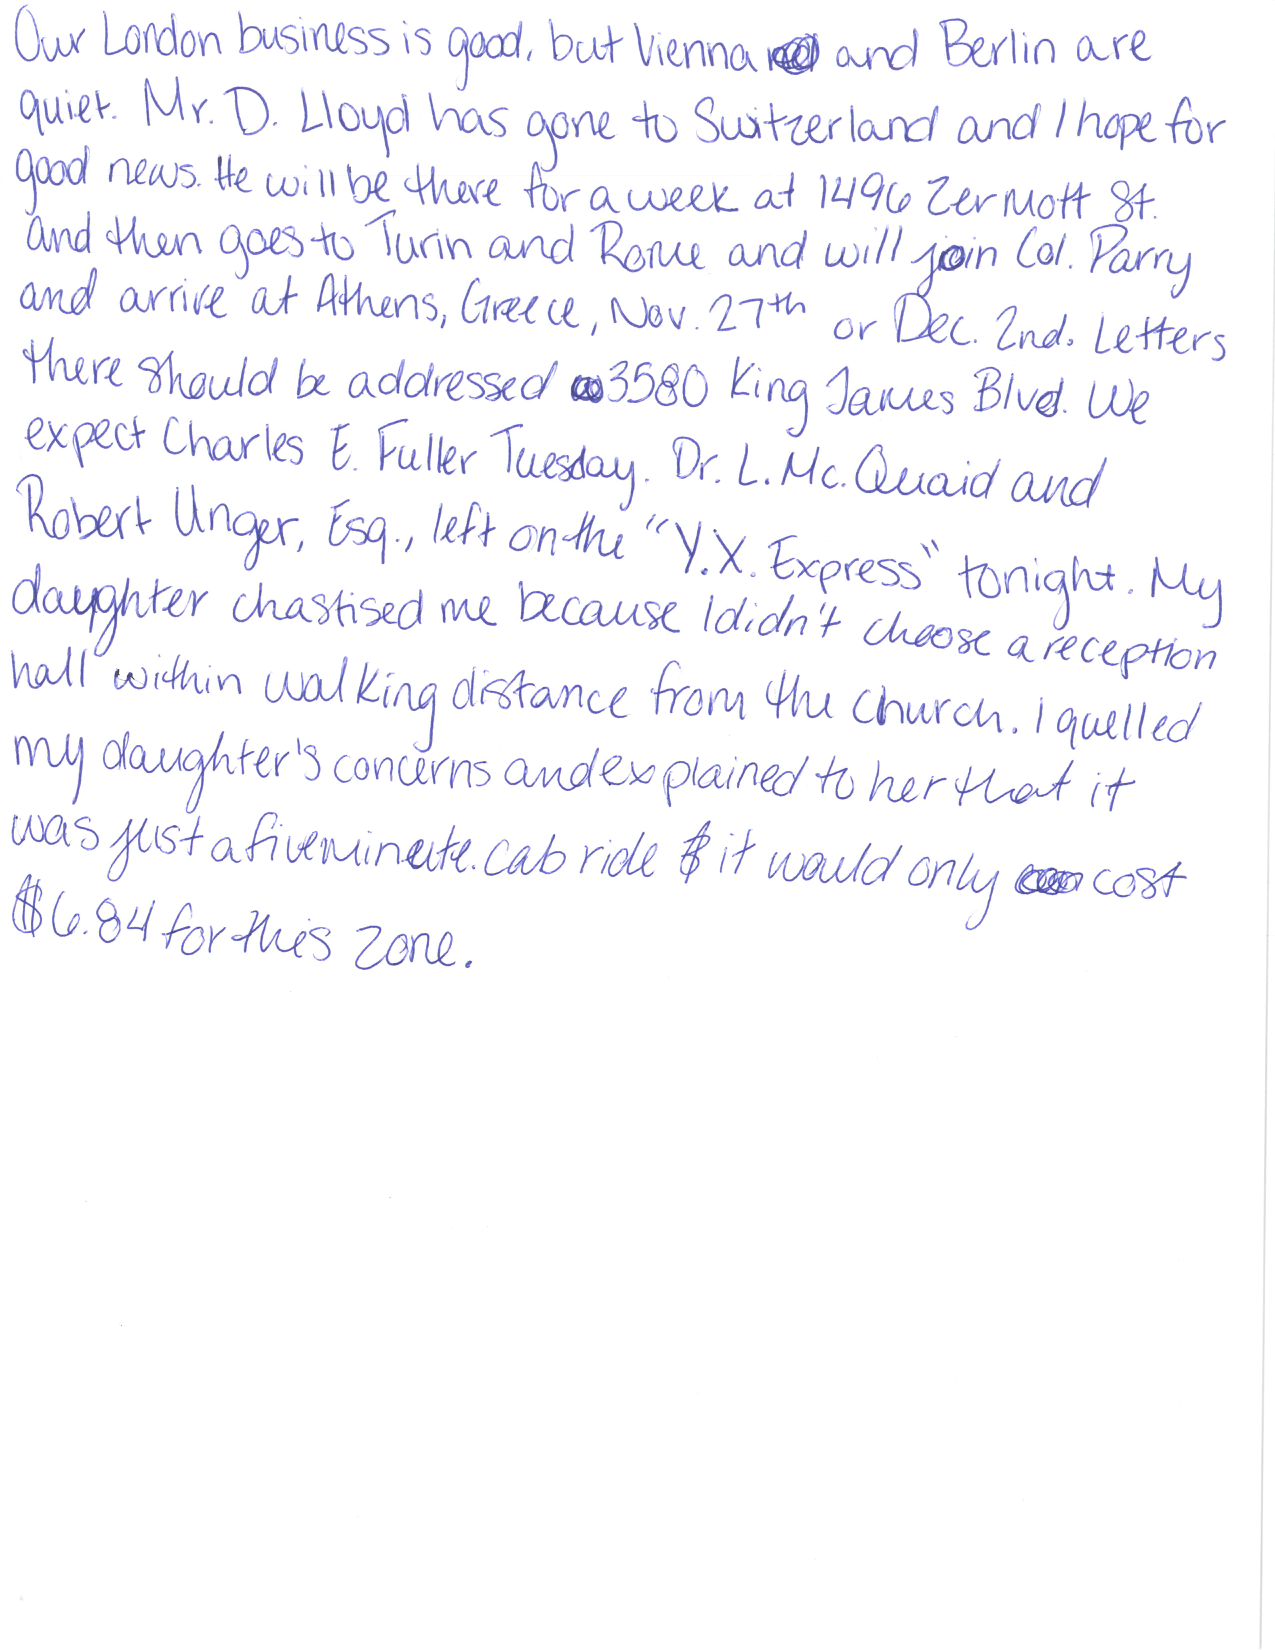 Our London business is good, but Vienna and Berlin are
quiet. Mr. D. Lloyd has gone to Switzerland and I hope for
good news. He will be there for a week at 1496 Zermott St.
and then goes to Turin and Rome and will join Col. Parry
and arrive at Athens, Greece, Nov. 27th or Dec. 2nd. Letters
there should be addressed 3580 King James Blvd. We
expect Charles E. Fuller Tuesday. Dr. L. Mc. Quaid and
Robert Unger, Esq., left on the "Y.X. Express" tonight. My
daughter chastised me because I didn't choose a reception
hall within walking distance from the church. I quelled
my daughter's concerns and explained to her that it
was just a five minute. cab ride & it would only cost
$6.84 for this zone.